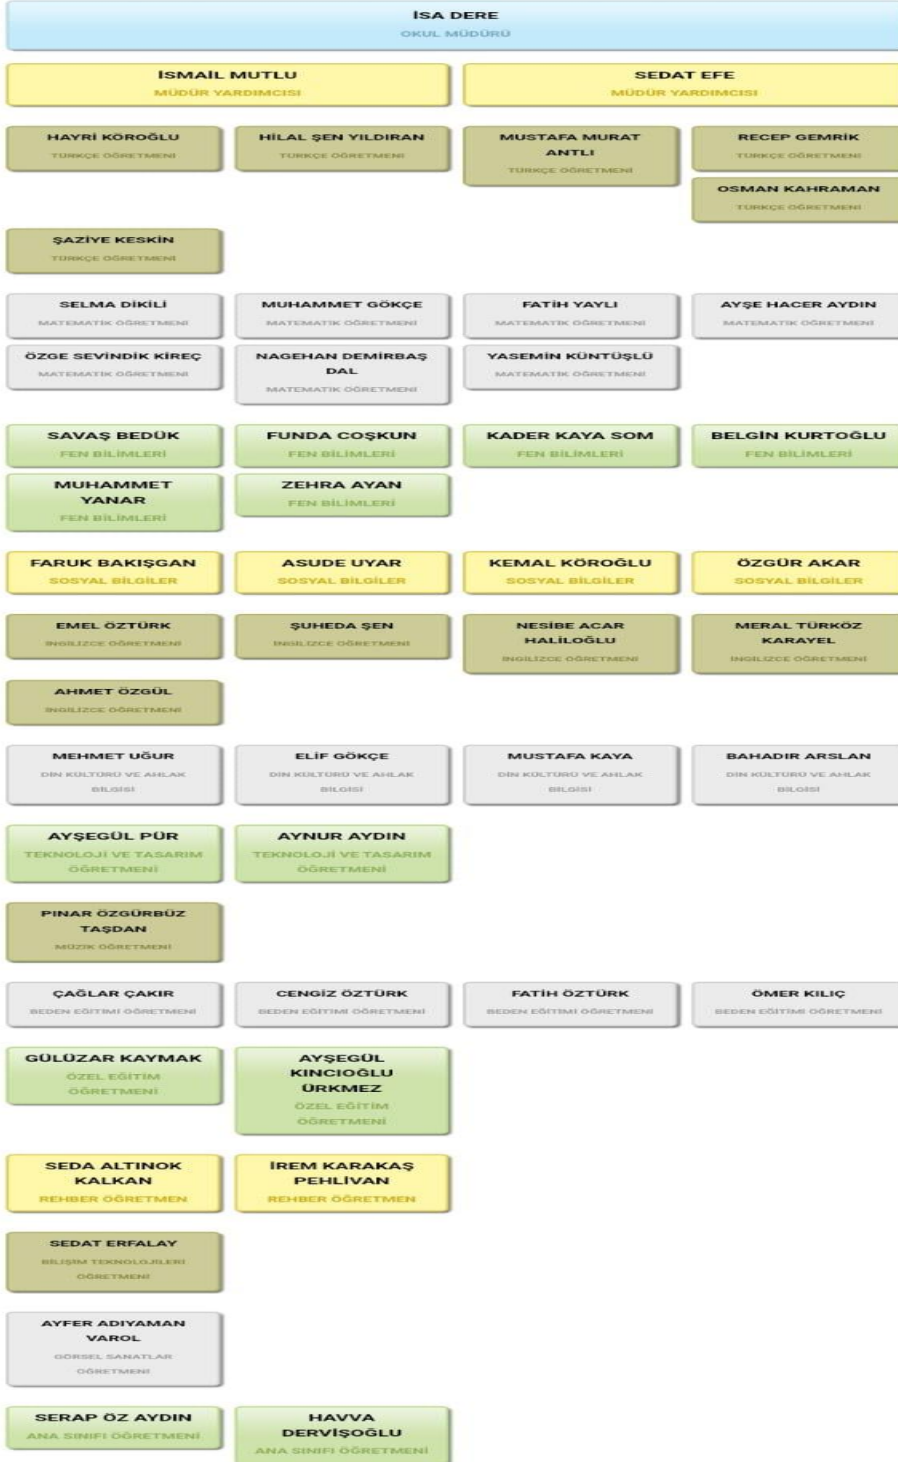 İSA DERE
OKUL MÜDÜRÜ
İSMAİL MUTLU
MÜDÜR YARDIMCISI
SEDAT EFE
MÜDÜR YARDIMCISI
HAYRİ KÖROĞLU
TÜRKÇE ÖĞRETMENİ
HİLAL ŞEN YILDIRAN
TÜRKÇE ÖĞRETMENİ
MUSTAFA MURAT
ANTLI
TÜRKÇE ÖĞRETMENİ
RECEP GEMRİK
TÜRKÇE ÖĞRETMENİ
OSMAN KAHRAMAN
TÜRKÇE ÖĞRETMENİ
ŞAZİYE KESKİN
TÜRKÇE ÖĞRETMENİ
SELMA DİKİLİ
MATEMATİK ÖĞRETMENİ
MUHAMMET GÖKÇE
MATEMATİK ÖĞRETMENİ
FATİH YAYLI
MATEMATİK ÖĞRETMENİ
AYŞE HACER AYDIN
MATEMATİK ÖĞRETMENİ
ÖZGE SEVİNDİK KİREÇ
MATEMATİK ÖĞRETMENİ
NAGEHAN DEMİRBAŞ
DAL
MATEMATİK ÖĞRETMENİ
YASEMİN KÜNTÜŞLÜ
MATEMATİK ÖĞRETMENİ
SAVAŞ BEDÜK
FEN BİLİMLERİ
FUNDA COŞKUN
FEN BİLİMLERİ
KADER KAYA SOM
FEN BİLİMLERİ
BELGİN KURTOĞLU
FEN BİLİMLERİ
MUHAMMET
YANAR
FEN BİLİMLERİ
ZEHRA AYAN
FEN BİLİMLERİ
FARUK BAKIŞGAN
SOSYAL BİLGİLER
ASUDE UYAR
SOSYAL BİLGİLER
KEMAL KÖROĞLU
SOSYAL BİLGİLER
ÖZGÜR AKAR
SOSYAL BİLGİLER
EMEL ÖZTÜRK
İNGİLİZCE ÖĞRETMENİ
ŞUHEDA ŞEN
İNGİLİZCE ÖĞRETMENİ
NESİBE ACAR
HALİLOĞLU
İNGİLİZCE ÖĞRETMENİ
MERAL TÜRKÖZ
KARAYEL
İNGİLİZCE ÖĞRETMENİ
AHMET ÖZGÜL
İNGİLİZCE ÖĞRETMENİ
MEHMET UĞUR
DİN KÜLTÜRÜ VE AHLAK
BİLGİSİ
ELİF GÖKÇE
DİN KÜLTÜRÜ VE AHLAK
BİLGİSİ
MUSTAFA KAYA
DİN KÜLTÜRÜ VE AHLAK
BİLGİSİ
BAHADIR ARSLAN
DİN KÜLTÜRÜ VE AHLAK
BİLGİSİ
AYŞEGÜL PÜR
TEKNOLOJİ VE TASARIM
ÖĞRETMENİ
AYNUR AYDIN
TEKNOLOJİ VE TASARIM
ÖĞRETMENİ
PINAR ÖZGÜRBÜZ
TAŞDAN
MÜZİK ÖĞRETMENİ
ÇAĞLAR ÇAKIR
BEDEN EĞİTİMİ ÖĞRETMENİ
CENGİZ ÖZTÜRK
BEDEN EĞİTİMİ ÖĞRETMENİ
FATİH ÖZTÜRK
BEDEN EĞİTİMİ ÖĞRETMENİ
ÖMER KILIÇ
BEDEN EĞİTİMİ ÖĞRETMENİ
GÜLÜZAR KAYMAK
ÖZEL EĞİTİM
ÖĞRETMENİ
AYŞEGÜL
KINCIOĞLU
ÜRKMEZ
ÖZEL EĞİTİM
ÖĞRETMENİ
SEDA ALTINOK
KALKAN
REHBER ÖĞRETMEN
İREM KARAKAŞ
PEHLİVAN
REHBER ÖĞRETMEN
SEDAT ERFALAY
BİLİŞİM TEKNOLOJİLERİ
ÖĞRETMENİ
AYFER ADIYAMAN
VAROL
GÖRSEL SANATLAR
ÖĞRETMENİ
SERAP ÖZ AYDIN
ANA SINIFI ÖĞRETMENİ
HAVVA
DERVİŞOĞLU
ANA SINIFI ÖĞRETMENİ